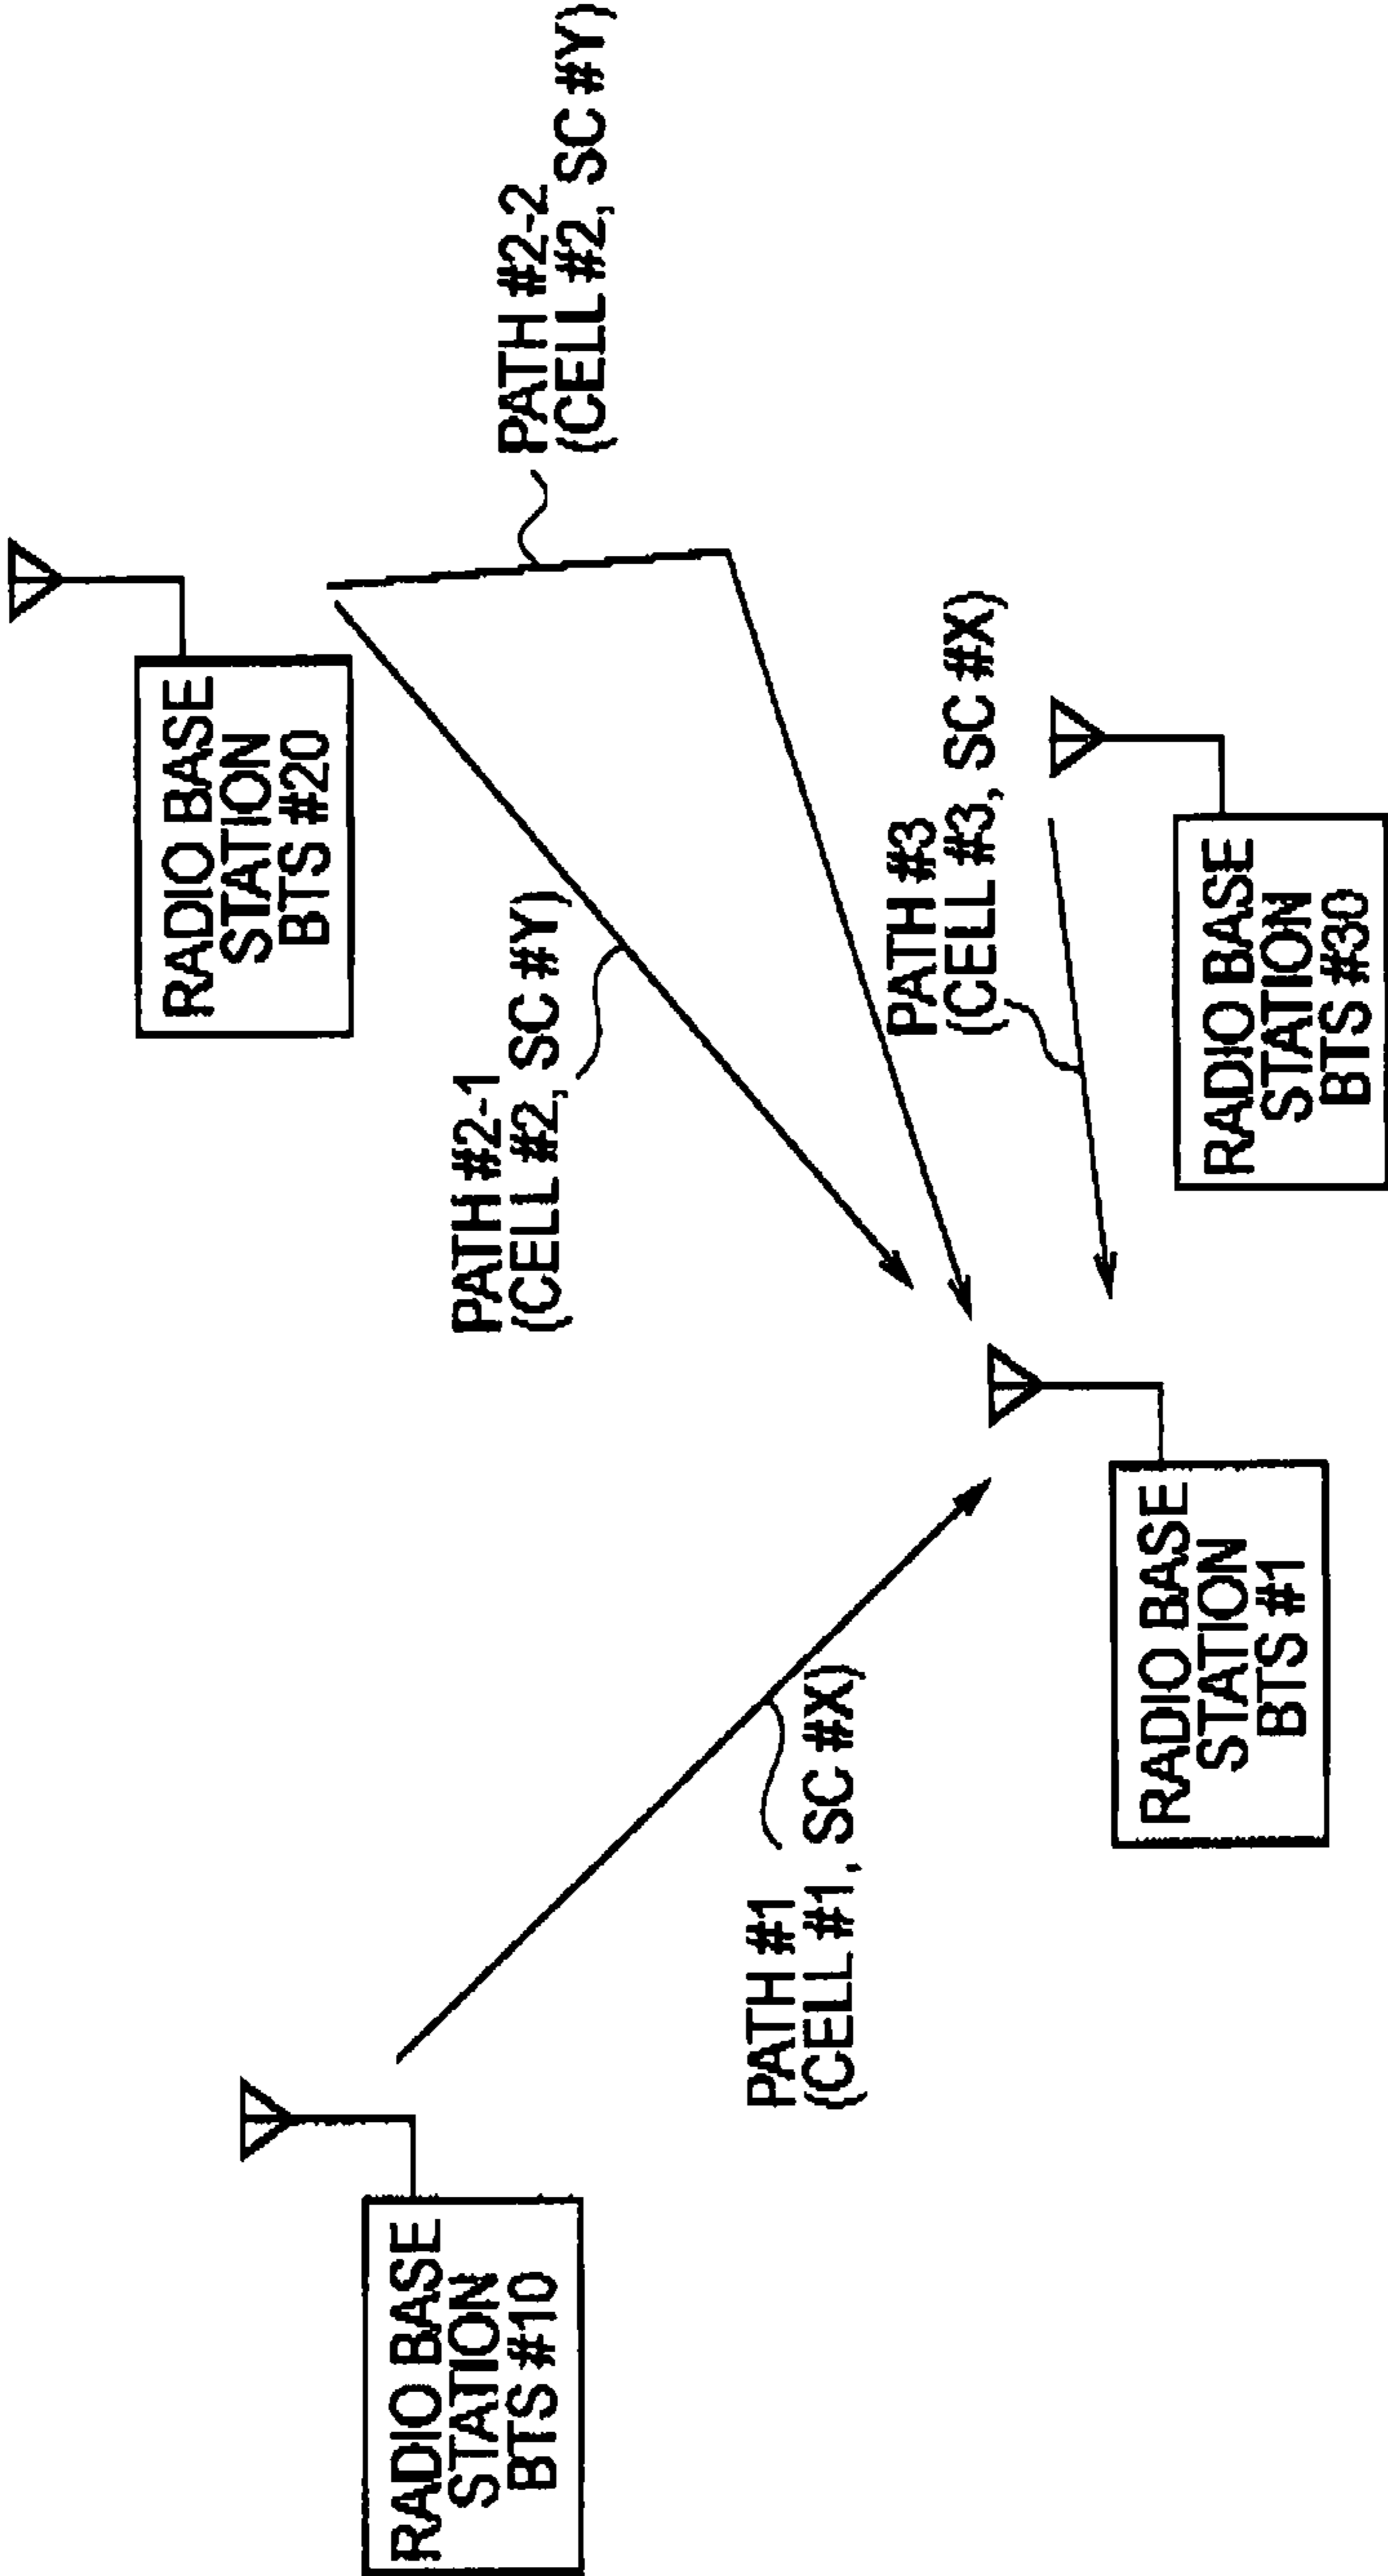 RADIO BASE
STATION
BTS #20
PATH #2-2
(CELL #2, SC #Y)
RADIO BASE
STATION
BTS #10
PATH #2-1
(CELL #2, SC #Y)
PATH #1
(CELL #1, SC #X)
PATH #3
(CELL #3, SC #X)
RADIO BASE
STATION
BTS #1
RADIO BASE
STATION
BTS #30